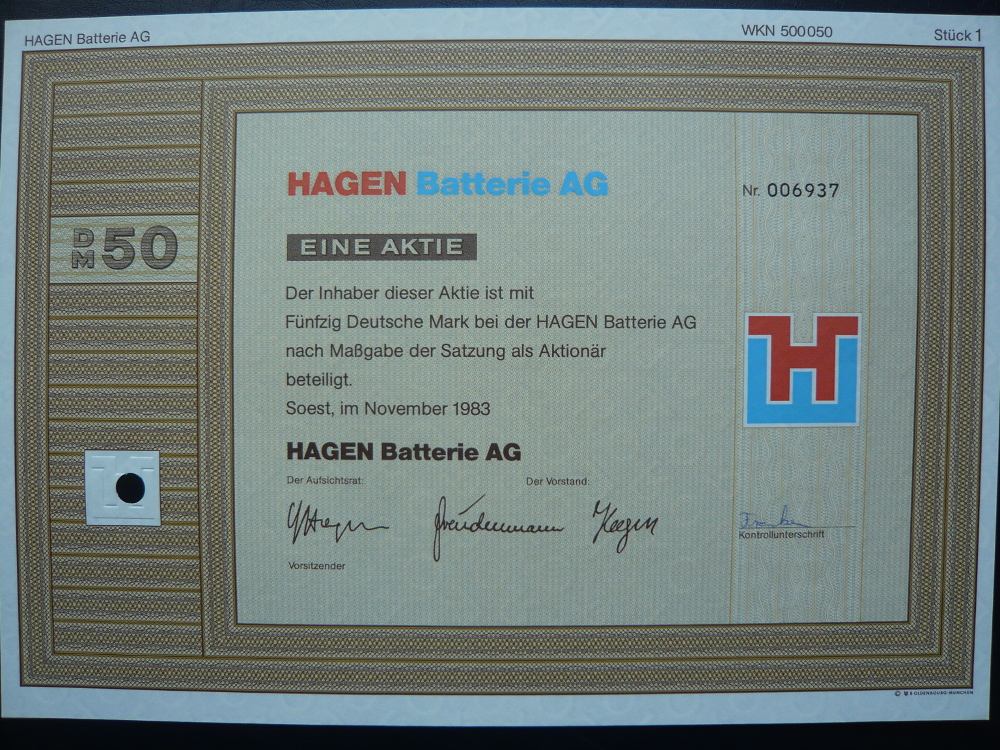 HAGEN Batterie AG
WKN 500050
Stück 1
HAGEN Batterie AG
Nr. 006937
DM 50
EINE AKTIE
Der Inhaber dieser Aktie ist mit
Fünfzig Deutsche Mark bei der HAGEN Batterie AG
nach Maßgabe der Satzung als Aktionär
beteiligt.
Soest, im November 1983
HAGEN Batterie AG
Der Aufsichtsrat:
Der Vorstand:
Kontrollunterschrift
Vorsitzender
© R OLDENBOURG MÜNCHEN